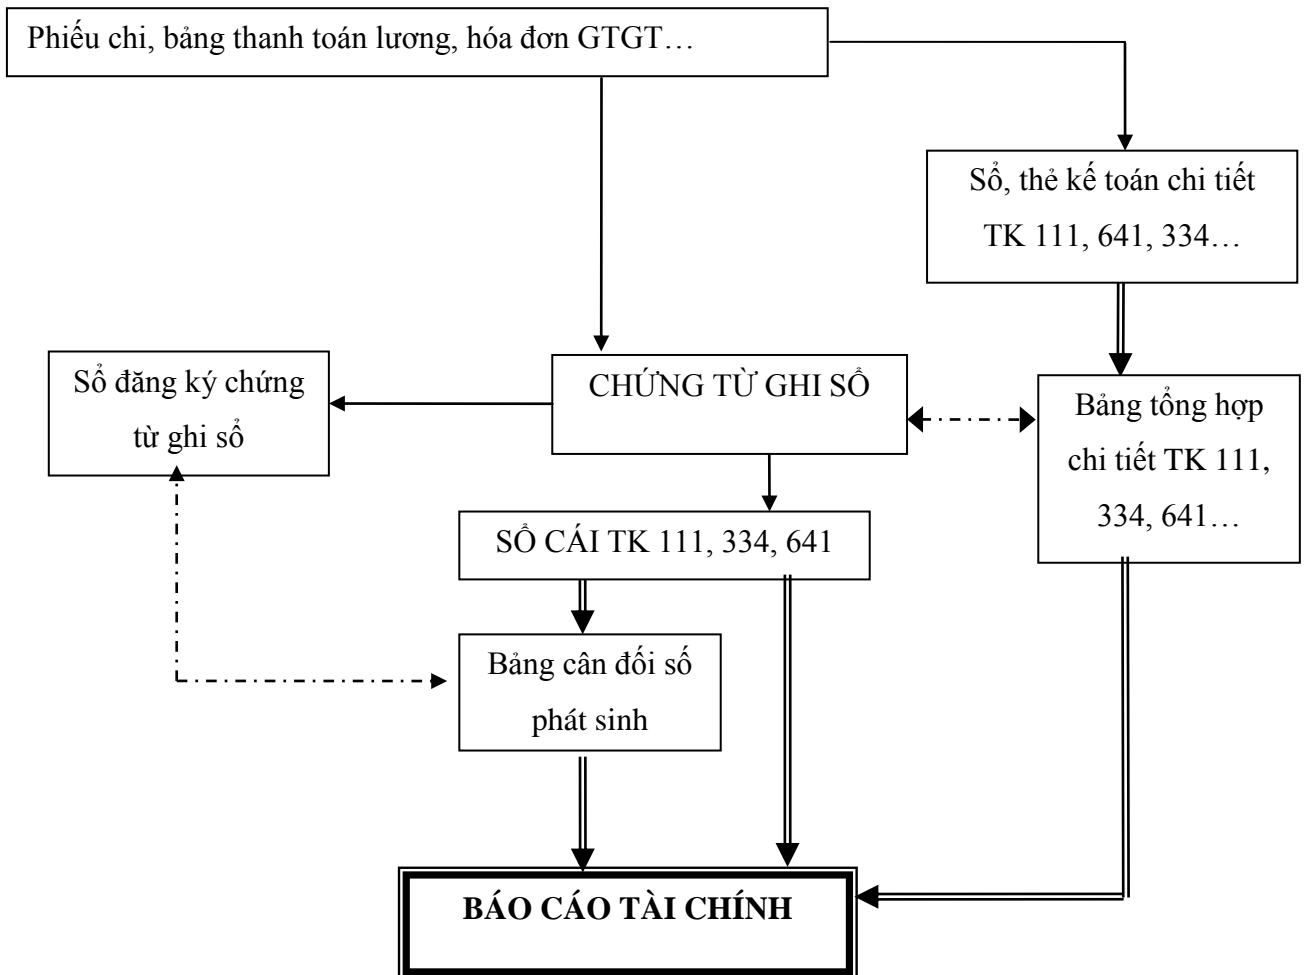 Phiếu chi, bảng thanh toán lương, hóa đơn GTGT…
Sổ, thẻ kế toán chi tiết
TK 111, 641, 334…
Sổ đăng ký chứng
từ ghi sổ
CHỨNG TỪ GHI SỔ
Bảng tổng hợp
chi tiết TK 111,
334, 641…
SỔ CÁI TK 111, 334, 641
Bảng cân đối số
phát sinh
BÁO CÁO TÀI CHÍNH